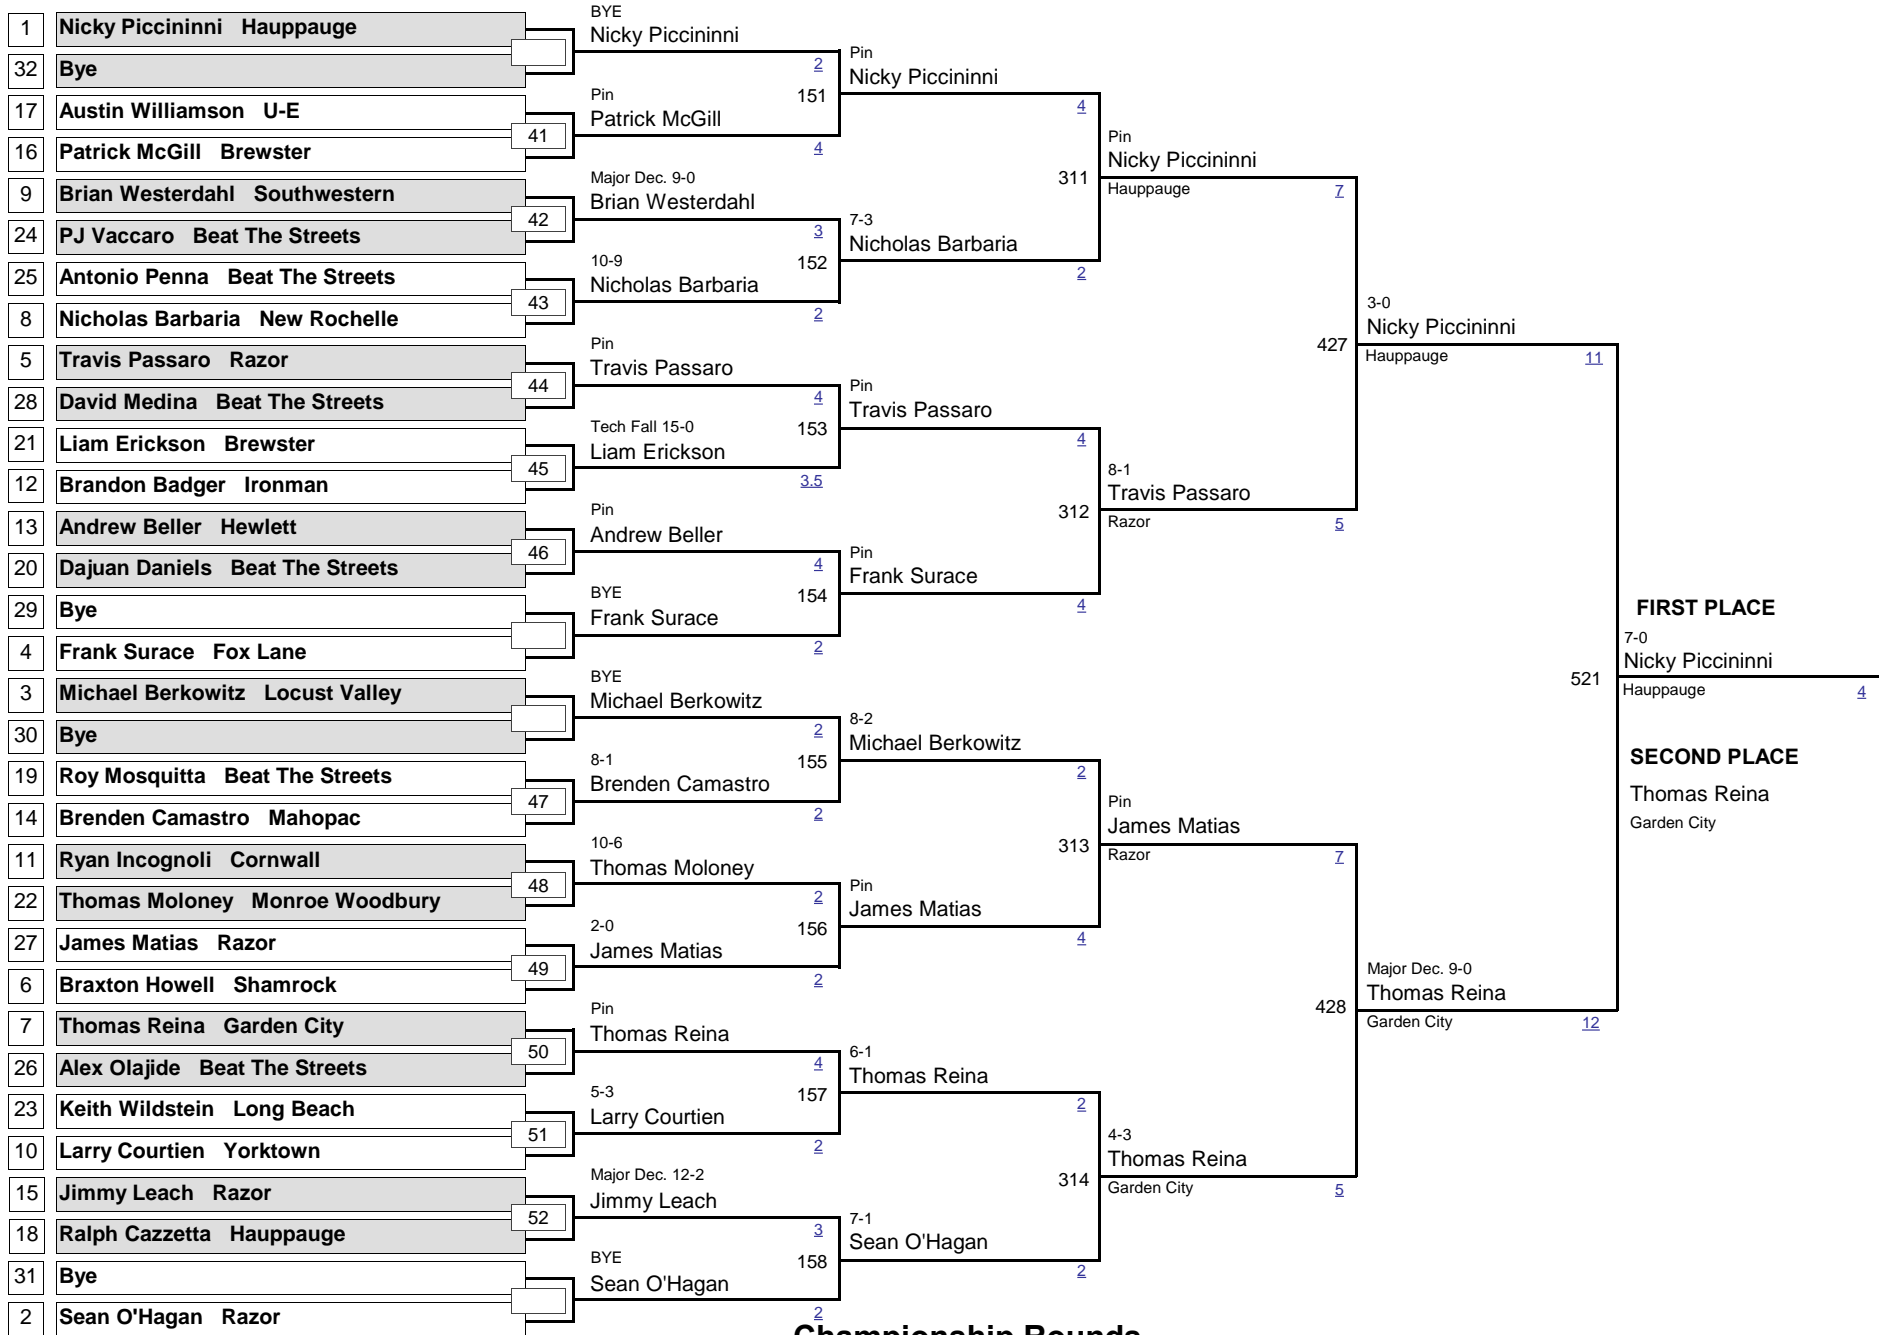 1 Nicky Piccininni Hauppauge
32 Bye
17 Austin Williamson U-E
41
16 Patrick McGill Brewster
9 Brian Westerdahl Southwestern
42
24 PJ Vaccaro Beat The Streets
25 Antonio Penna Beat The Streets
43
8 Nicholas Barbaria New Rochelle
5 Travis Passaro Razor
44
28 David Medina Beat The Streets
21 Liam Erickson Brewster
45
12 Brandon Badger Ironman
13 Andrew Beller Hewlett
46
20 Dajuan Daniels Beat The Streets
29 Bye
4 Frank Surace Fox Lane
3 Michael Berkowitz Locust Valley
30 Bye
19 Roy Mosquitta Beat The Streets
47
14 Brenden Camastro Mahopac
11 Ryan Incognoli Cornwall
48
22 Thomas Moloney Monroe Woodbury
27 James Matias Razor
49
6 Braxton Howell Shamrock
7 Thomas Reina Garden City
50
26 Alex Olajide Beat The Streets
23 Keith Wildstein Long Beach
51
10 Larry Courtien Yorktown
15 Jimmy Leach Razor
52
18 Ralph Cazzetta Hauppauge
31 Bye
2 Sean O'Hagan Razor
BYE
Nicky Piccininni
2
151
Pin
Patrick McGill
4
Major Dec. 9-0
Brian Westerdahl
3
152
10-9
Nicholas Barbaria
2
Pin
Travis Passaro
4
153
Tech Fall 15-0
Liam Erickson
3.5
Pin
Andrew Beller
4
154
BYE
Frank Surace
2
BYE
Michael Berkowitz
2
155
8-1
Brenden Camastro
2
10-6
Thomas Moloney
2
156
2-0
James Matias
2
Pin
Thomas Reina
4
157
5-3
Larry Courtien
2
Major Dec. 12-2
Jimmy Leach
3
158
BYE
Sean O'Hagan
2
Pin
Nicky Piccininni
4
311
7-3
Nicholas Barbaria
2
Pin
Travis Passaro
4
312
Pin
Frank Surace
4
8-2
Michael Berkowitz
2
313
Pin
James Matias
4
6-1
Thomas Reina
2
314
7-1
Sean O'Hagan
2
Pin
Nicky Piccininni
Hauppauge 7
427
8-1
Travis Passaro
Razor 5
Pin
James Matias
Razor 7
428
4-3
Thomas Reina
Garden City 5
3-0
Nicky Piccininni
Hauppauge 11
521
Major Dec. 9-0
Thomas Reina
Garden City 12
FIRST PLACE
7-0
Nicky Piccininni
Hauppauge 4
SECOND PLACE
Thomas Reina
Garden City
Championship Rounds